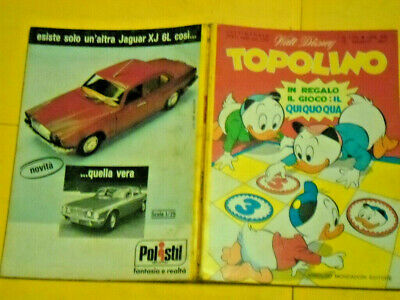 esiste solo un'altra Jaguar XJ 6L così...
novità
...quella vera
Scala 1/25
Polistil
fantasia e realtà
Walt Disney
TOPOLINO
IN REGALO
IL GIOCO: IL
QUI QUO QUA
3
3
MONDADORI EDITORE